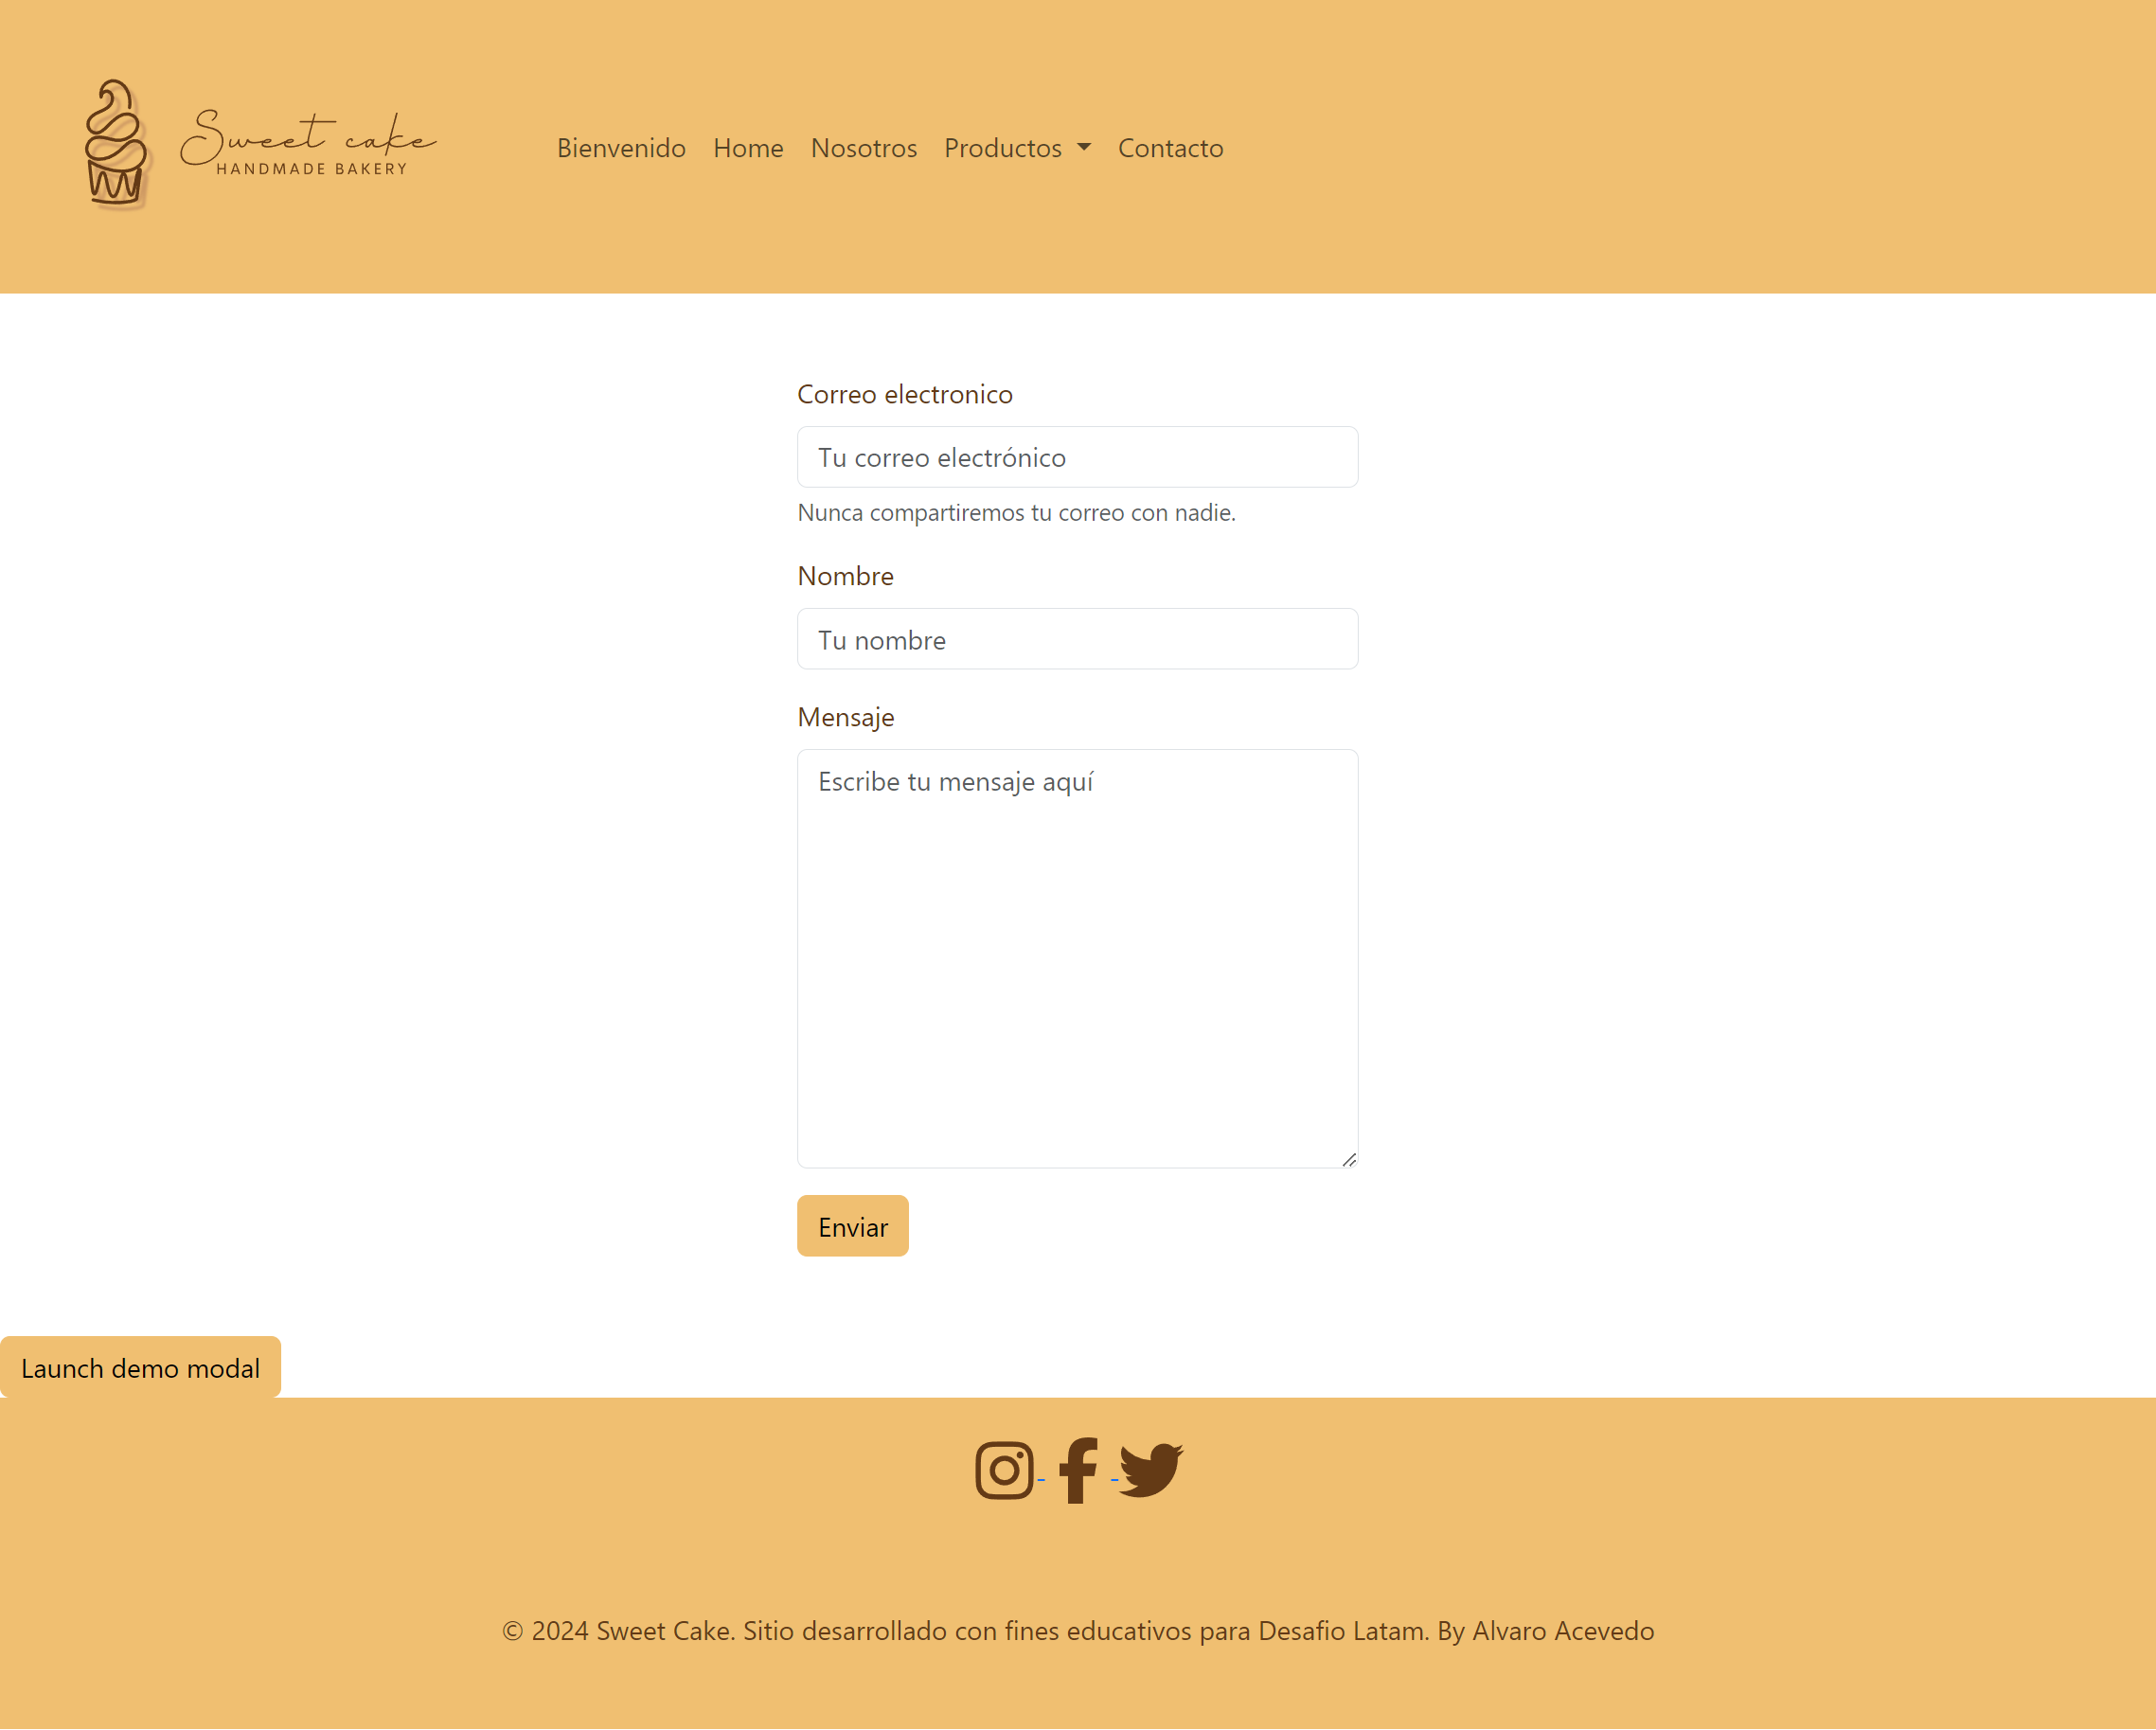 Sweet cake
HANDMADE BAKERY
Bienvenido Home Nosotros Productos Contacto
Correo electronico
Tu correo electrónico
Nunca compartiremos tu correo con nadie.
Nombre
Tu nombre
Mensaje
Escribe tu mensaje aquí
Enviar
Launch demo modal
© 2024 Sweet Cake. Sitio desarrollado con fines educativos para Desafio Latam. By Alvaro Acevedo